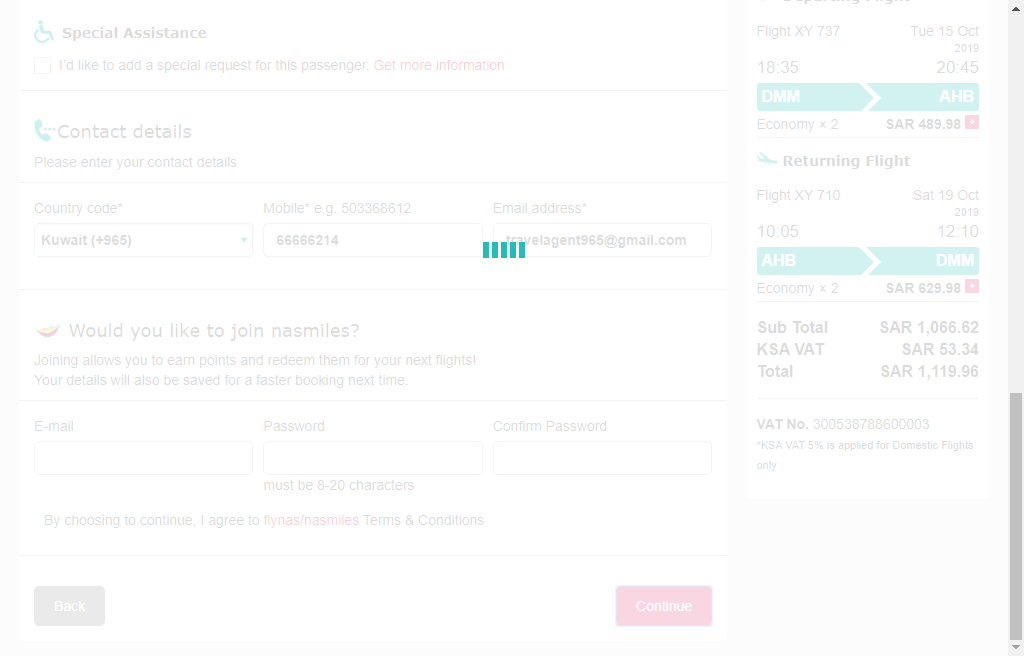 Special Assistance
I'd like to add a special request for this passenger. Get more information
Contact details
Please enter your contact details
Country code* Mobile* e.g. 503368612 Email address*
Kuwait (+965) 66666214 travelagent965@gmail.com
Would you like to join nasmiles?
Joining allows you to earn points and redeem them for your next flights!
Your details will also be saved for a faster booking next time.
E-mail Password Confirm Password
must be 8-20 characters
By choosing to continue, I agree to flynas/nasmiles Terms & Conditions
Back Continue
Departing Flight
Flight XY 737 Tue 15 Oct
2019
18:35 20:45
DMM AHB
Economy × 2 SAR 489.98 +
Returning Flight
Flight XY 710 Sat 19 Oct
2019
10:05 12:10
AHB DMM
Economy × 2 SAR 629.98 +
Sub Total SAR 1,066.62
KSA VAT SAR 53.34
Total SAR 1,119.96
VAT No. 300538788600003
*KSA VAT 5% is applied for Domestic Flights
only